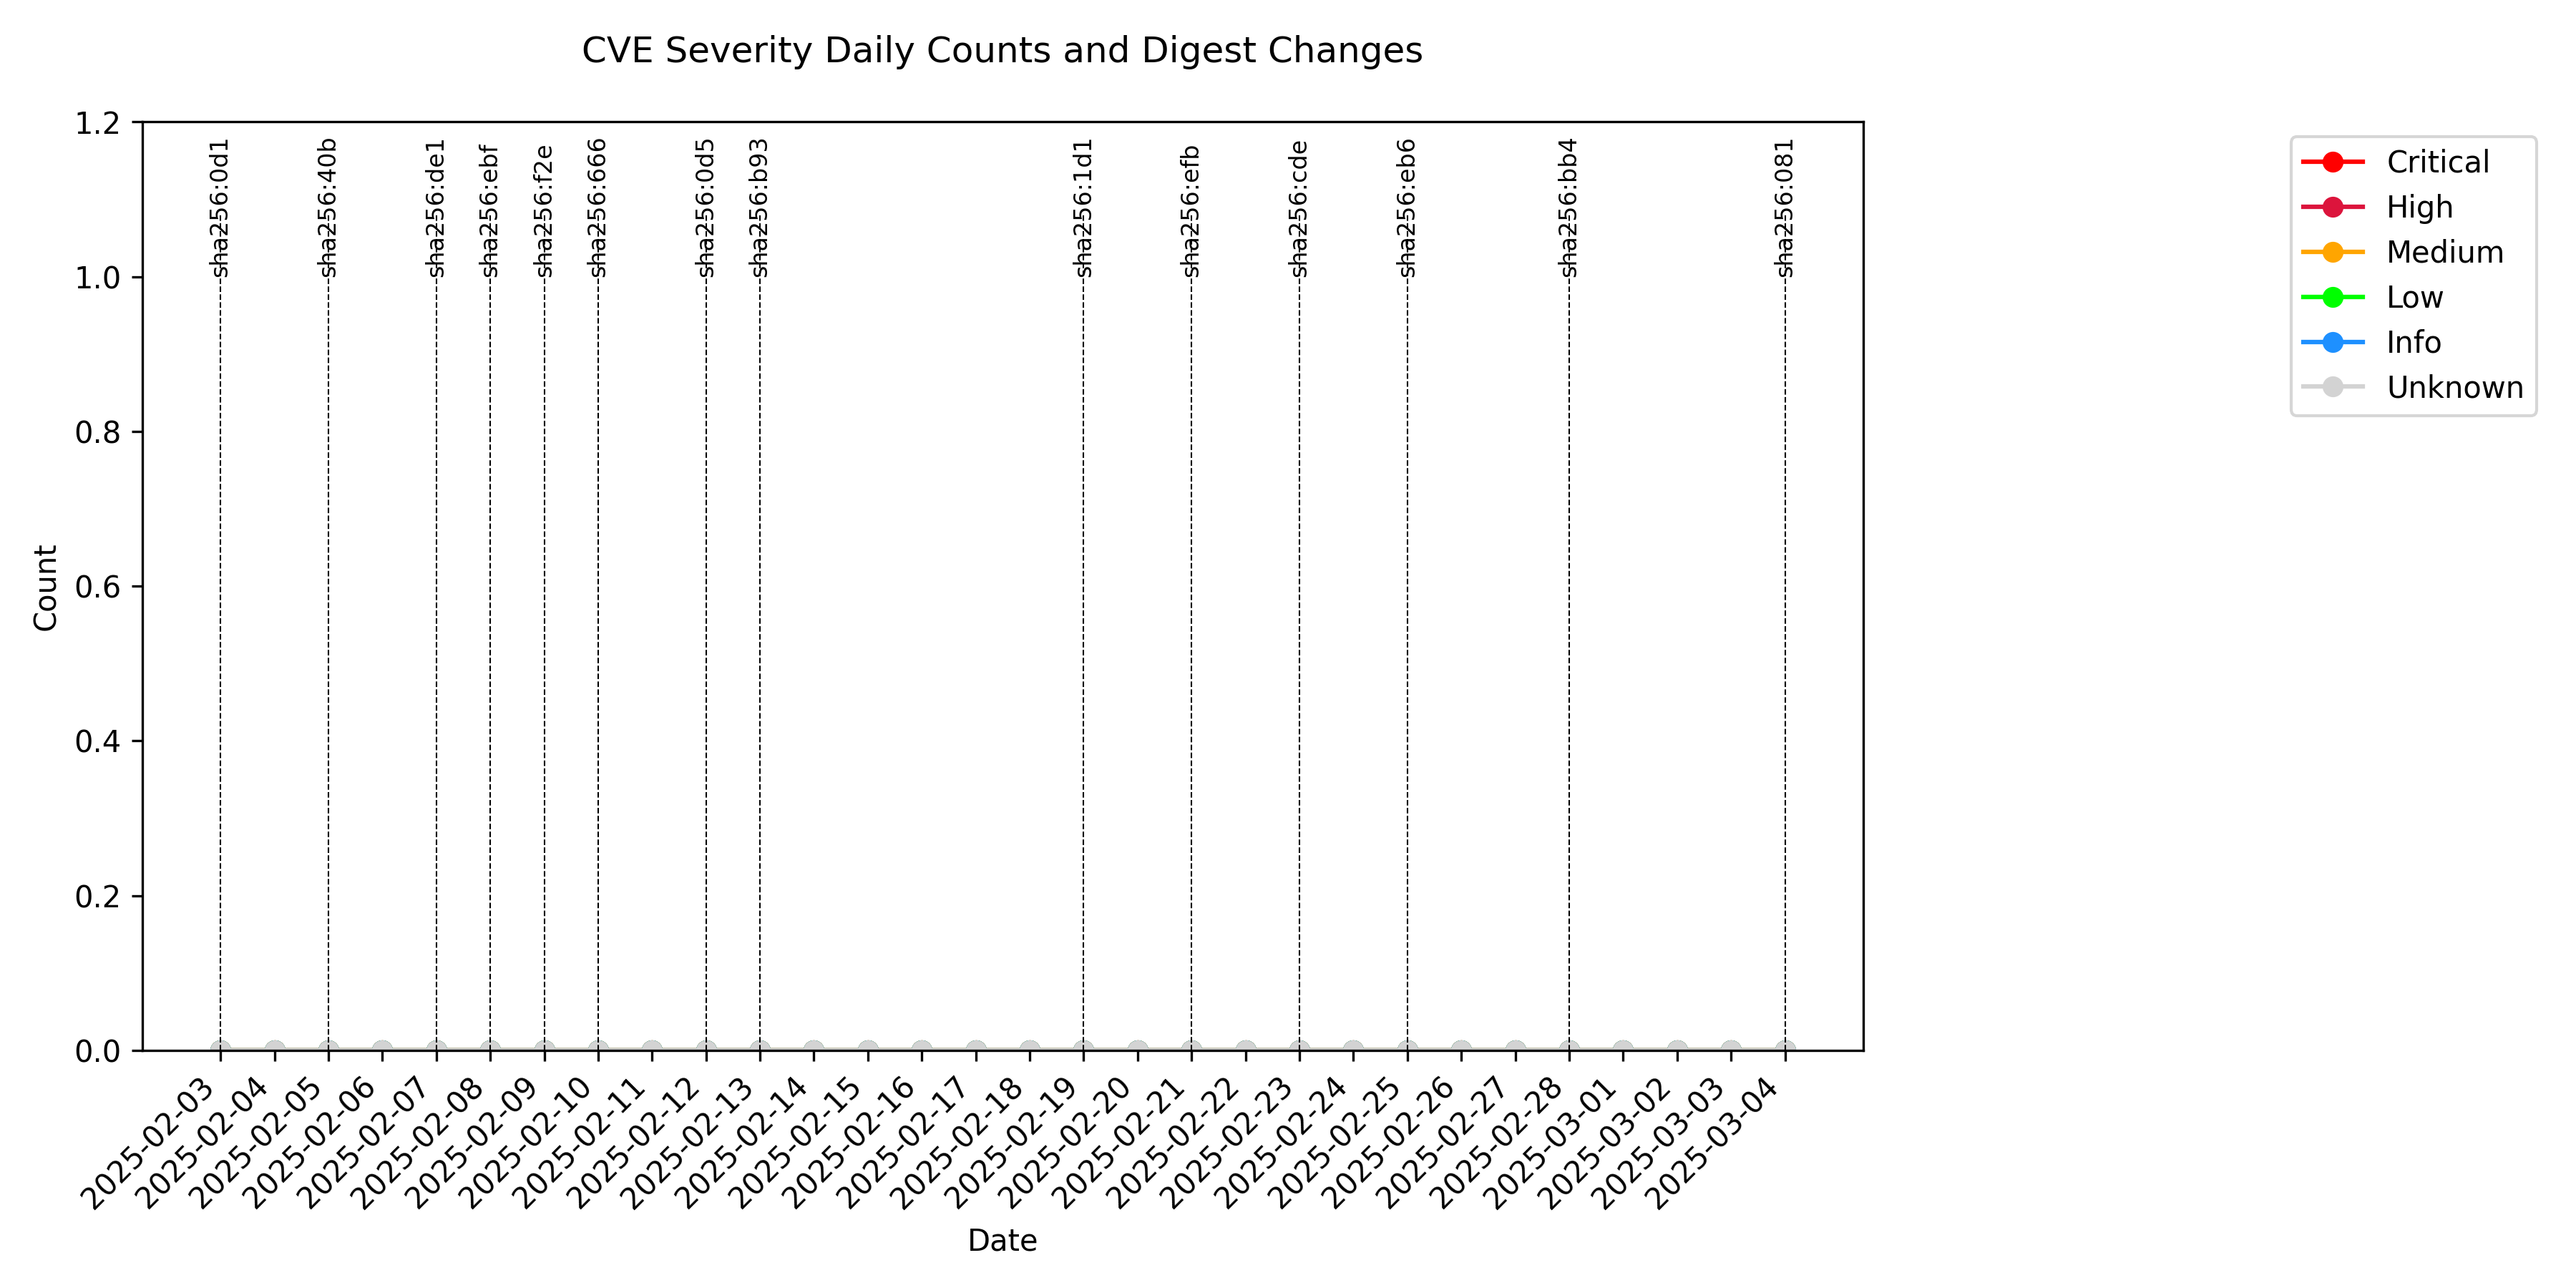 CVE Severity Daily Counts and Digest Changes
1.2
1.0
0.8
0.6
0.4
0.2
0.0
Count
sha256:0d1
sha256:40b
sha256:de1
sha256:ebf
sha256:f2e
sha256:666
sha256:0d5
sha256:b93
sha256:1d1
sha256:efb
sha256:cde
sha256:eb6
sha256:bb4
sha256:081
2025-02-03
2025-02-04
2025-02-05
2025-02-06
2025-02-07
2025-02-08
2025-02-09
2025-02-10
2025-02-11
2025-02-12
2025-02-13
2025-02-14
2025-02-15
2025-02-16
2025-02-17
2025-02-18
2025-02-19
2025-02-20
2025-02-21
2025-02-22
2025-02-23
2025-02-24
2025-02-25
2025-02-26
2025-02-27
2025-02-28
2025-03-01
2025-03-02
2025-03-03
2025-03-04
Date
Critical
High
Medium
Low
Info
Unknown